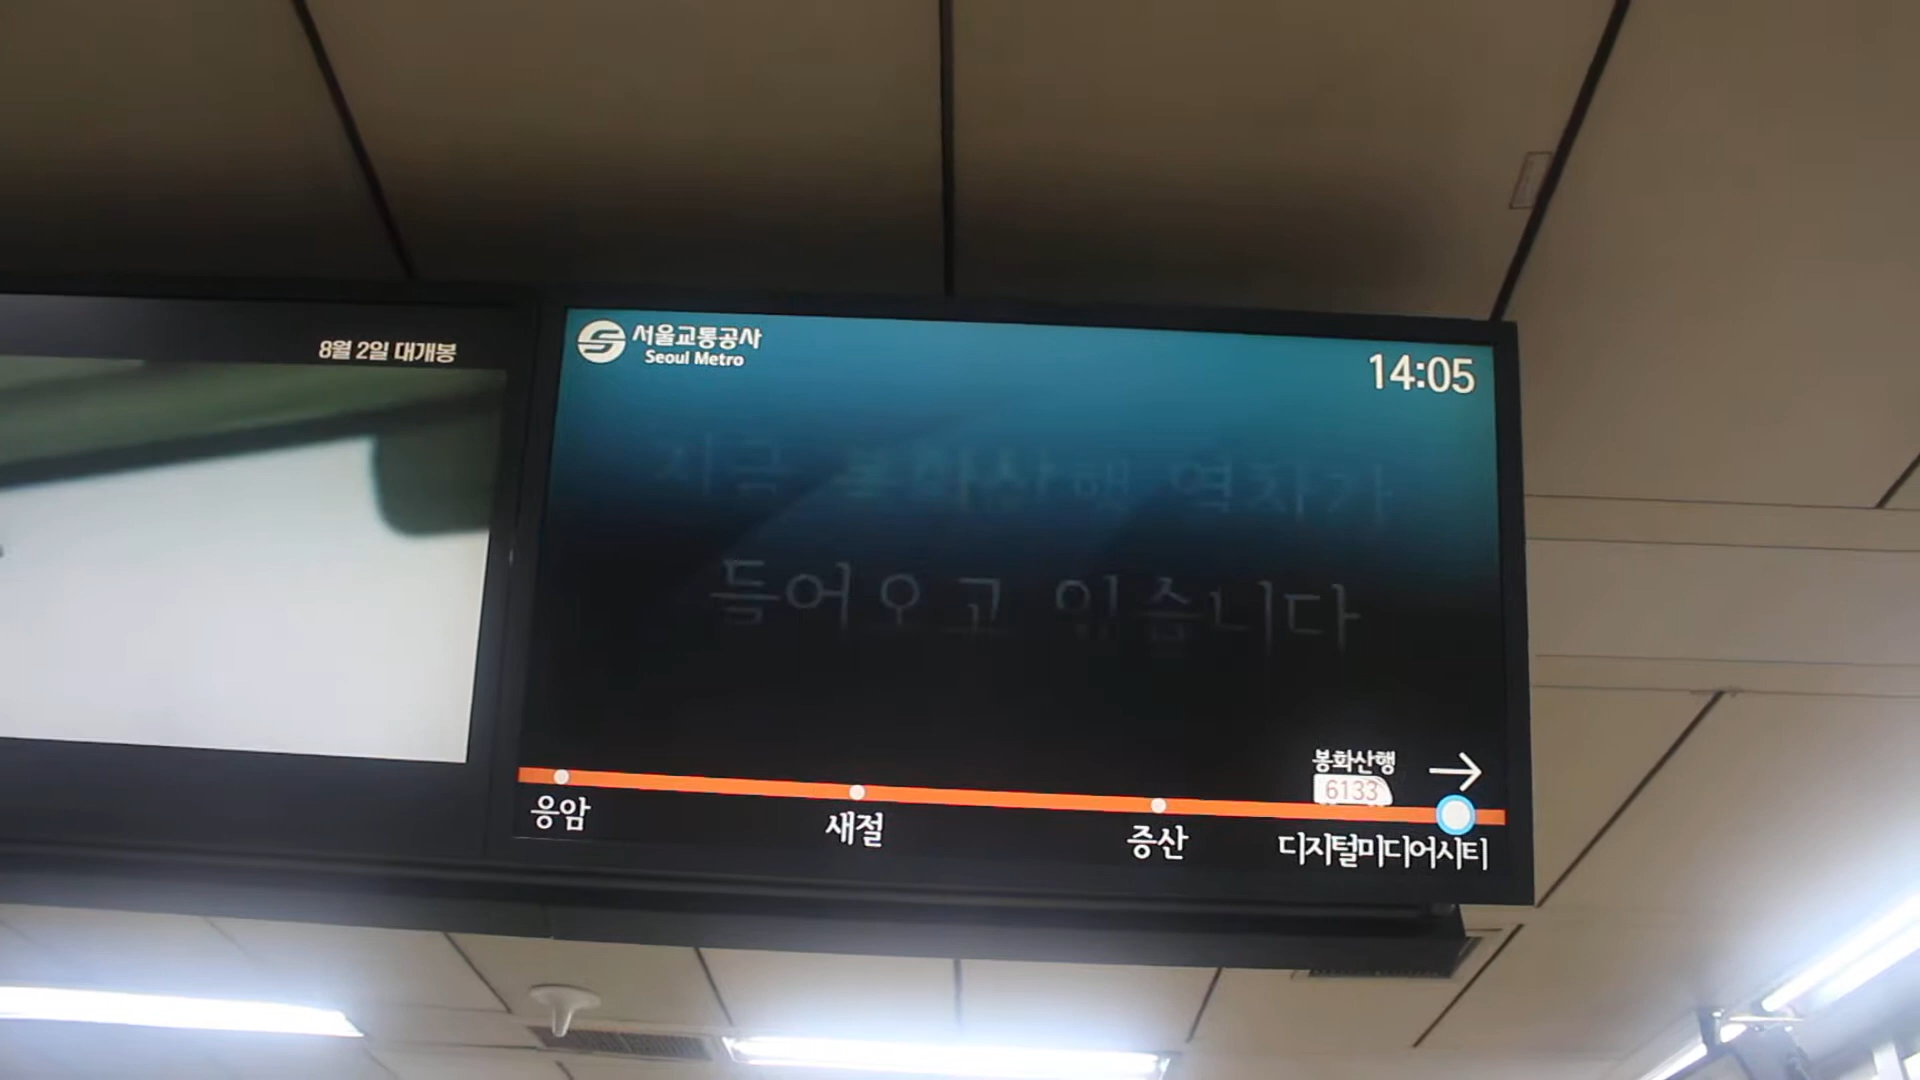 8월 2일 대개봉
서울교통공사
Seoul Metro
14:05
지금 봉화산행 열차가
들어오고 있습니다
봉화산행
6133
응암
새절
증산
디지털미디어시티